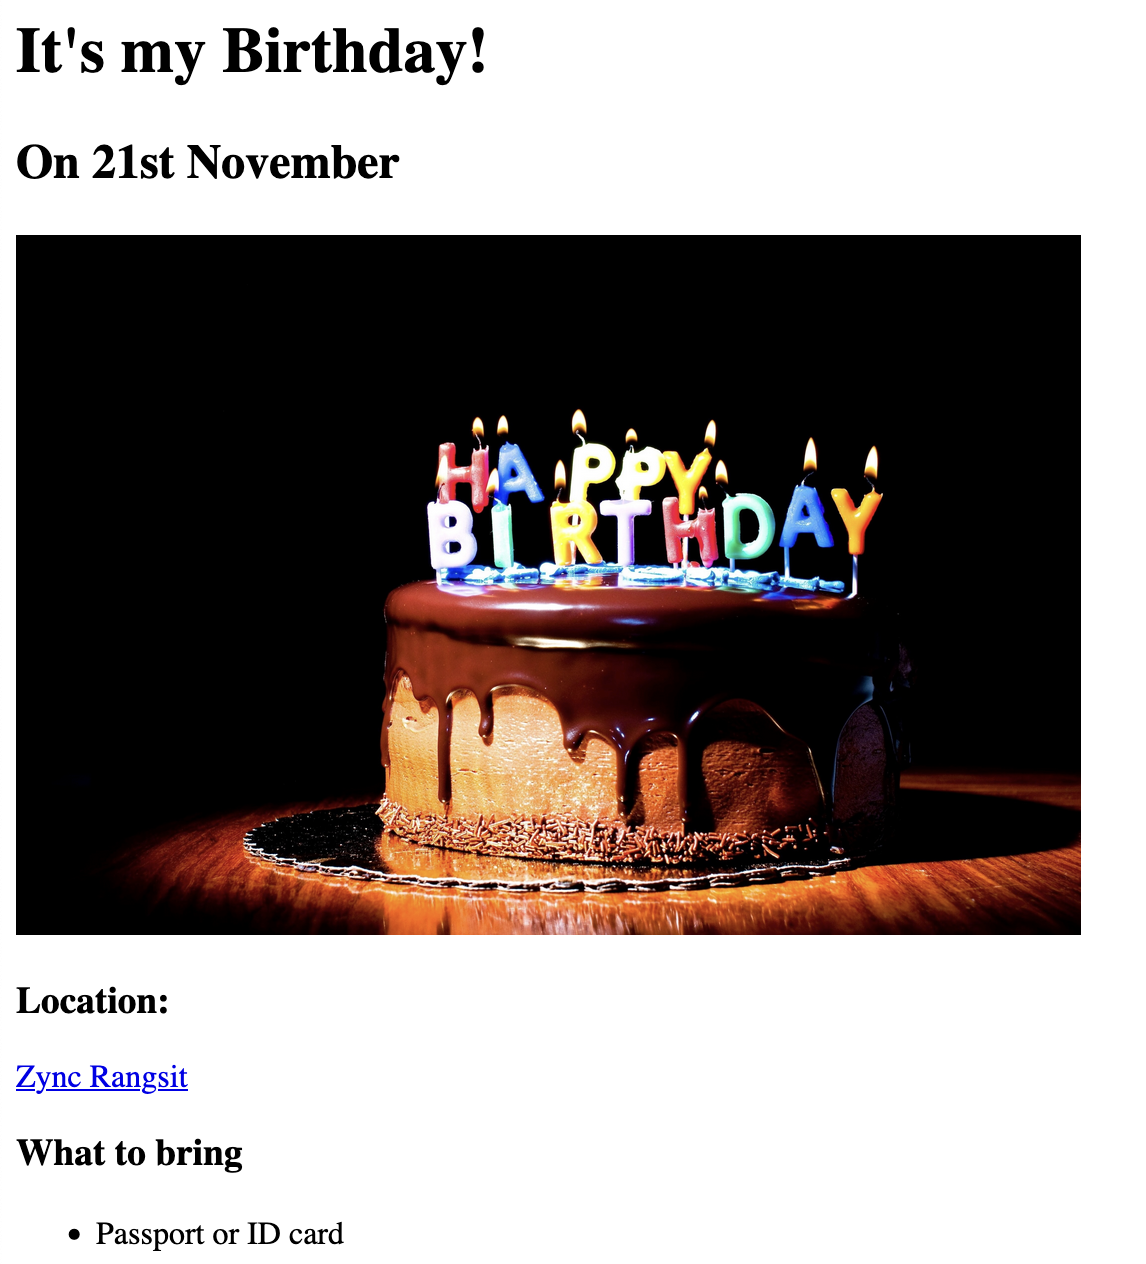 It's my Birthday!
On 21st November
HAPPY
BIRTHDAY
Location:
Zync Rangsit
What to bring
Passport or ID card